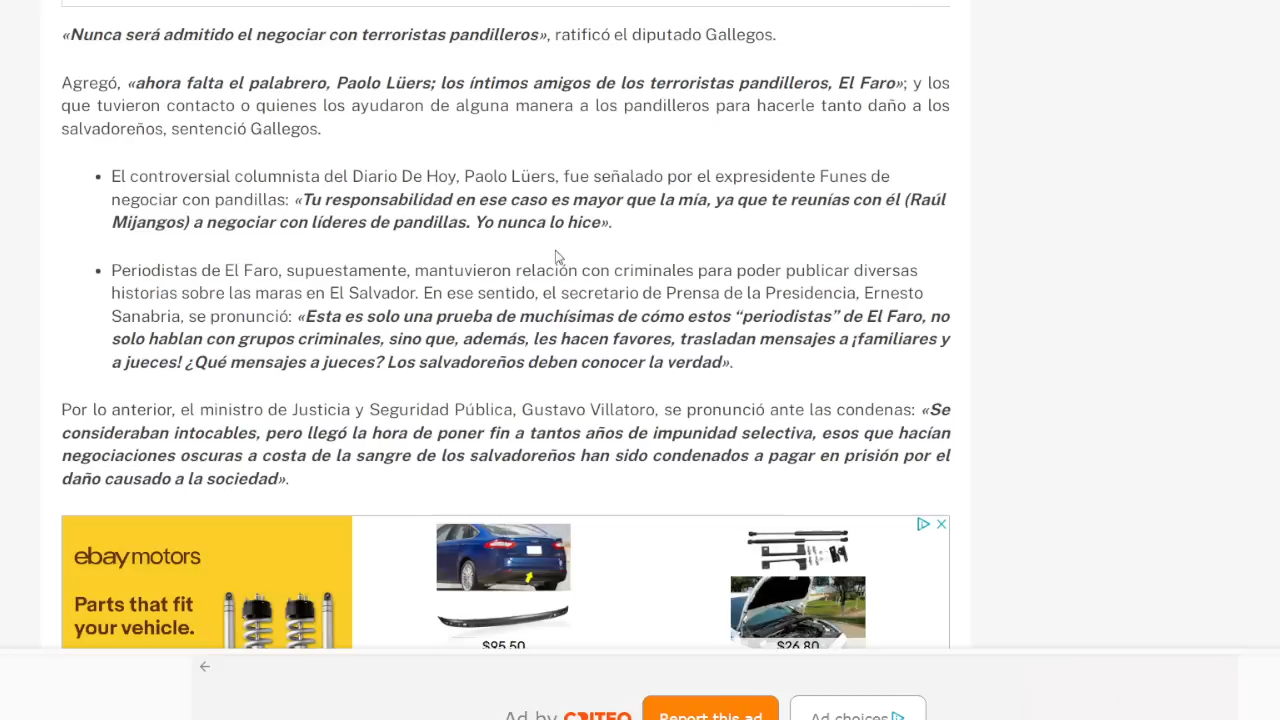 «Nunca será admitido el negociar con terroristas pandilleros», ratificó el diputado Gallegos.
Agregó, «ahora falta el palabrero, Paolo Lüers; los íntimos amigos de los terroristas pandilleros, El Faro»; y los
que tuvieron contacto o quienes los ayudaron de alguna manera a los pandilleros para hacerle tanto daño a los
salvadoreños, sentenció Gallegos.
• El controversial columnista del Diario De Hoy, Paolo Lüers, fue señalado por el expresidente Funes de
negociar con pandillas: «Tu responsabilidad en ese caso es mayor que la mía, ya que te reunías con él (Raúl
Mijangos) a negociar con líderes de pandillas. Yo nunca lo hice».
• Periodistas de El Faro, supuestamente, mantuvieron relación con criminales para poder publicar diversas
historias sobre las maras en El Salvador. En ese sentido, el secretario de Prensa de la Presidencia, Ernesto
Sanabria, se pronunció: «Esta es solo una prueba de muchísimas de cómo estos “periodistas” de El Faro, no
solo hablan con grupos criminales, sino que, además, les hacen favores, trasladan mensajes a ¡familiares y
a jueces! ¿Qué mensajes a jueces? Los salvadoreños deben conocer la verdad».
Por lo anterior, el ministro de Justicia y Seguridad Pública, Gustavo Villatoro, se pronunció ante las condenas: «Se
consideraban intocables, pero llegó la hora de poner fin a tantos años de impunidad selectiva, esos que hacían
negociaciones oscuras a costa de la sangre de los salvadoreños han sido condenados a pagar en prisión por el
daño causado a la sociedad».
ebay motors
Parts that fit
your vehicle.
$95.50
$26.80
Ad by CRITEO
Report this ad
Ad choices